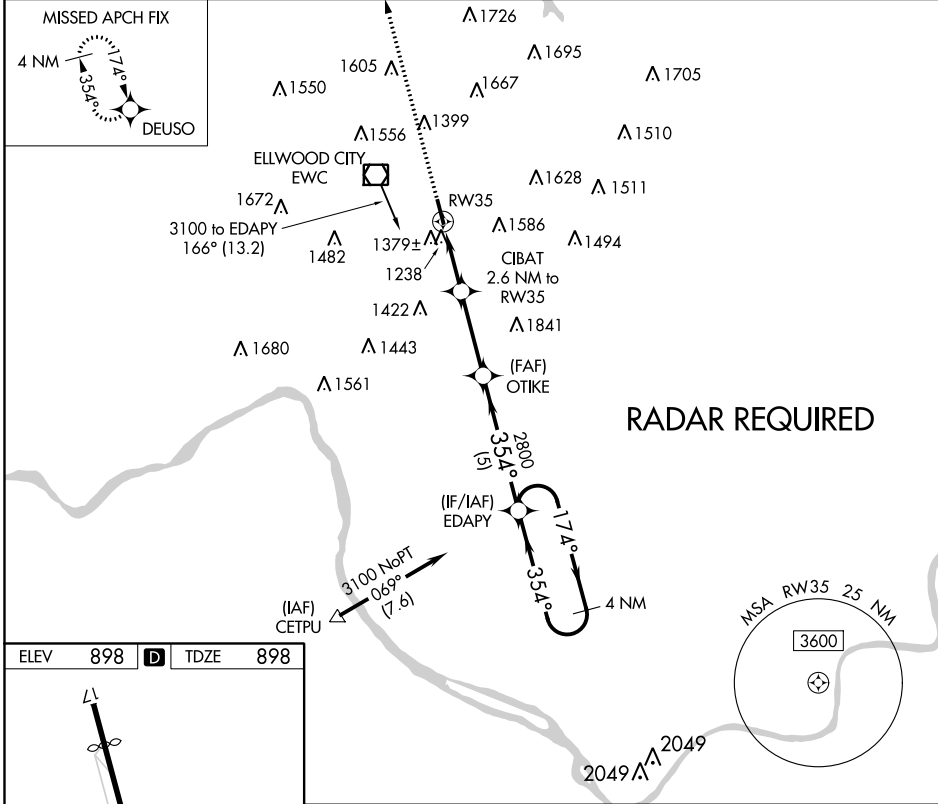 MISSED APCH FIX
4 NM
174°
354°
DEUSO
1726
1695
1605
1705
1667
1550
1399
1556
1510
ELLWOOD CITY
EWC
1628
1511
1672
RW35
3100 to EDAPY
166° (13.2)
1586
1482
1379±
1494
1238
CIBAT
2.6 NM to
RW35
1422
1841
1680
1443
(FAF)
OTIKE
1561
RADAR REQUIRED
2800
354°
(5)
(IF/IAF)
EDAPY
174°
354°
4 NM
3100 NoPT
069°
(7.6)
(IAF)
CETPU
MSA RW35 25 NM
3600
ELEV 898 D TDZE 898
17
2049
2049